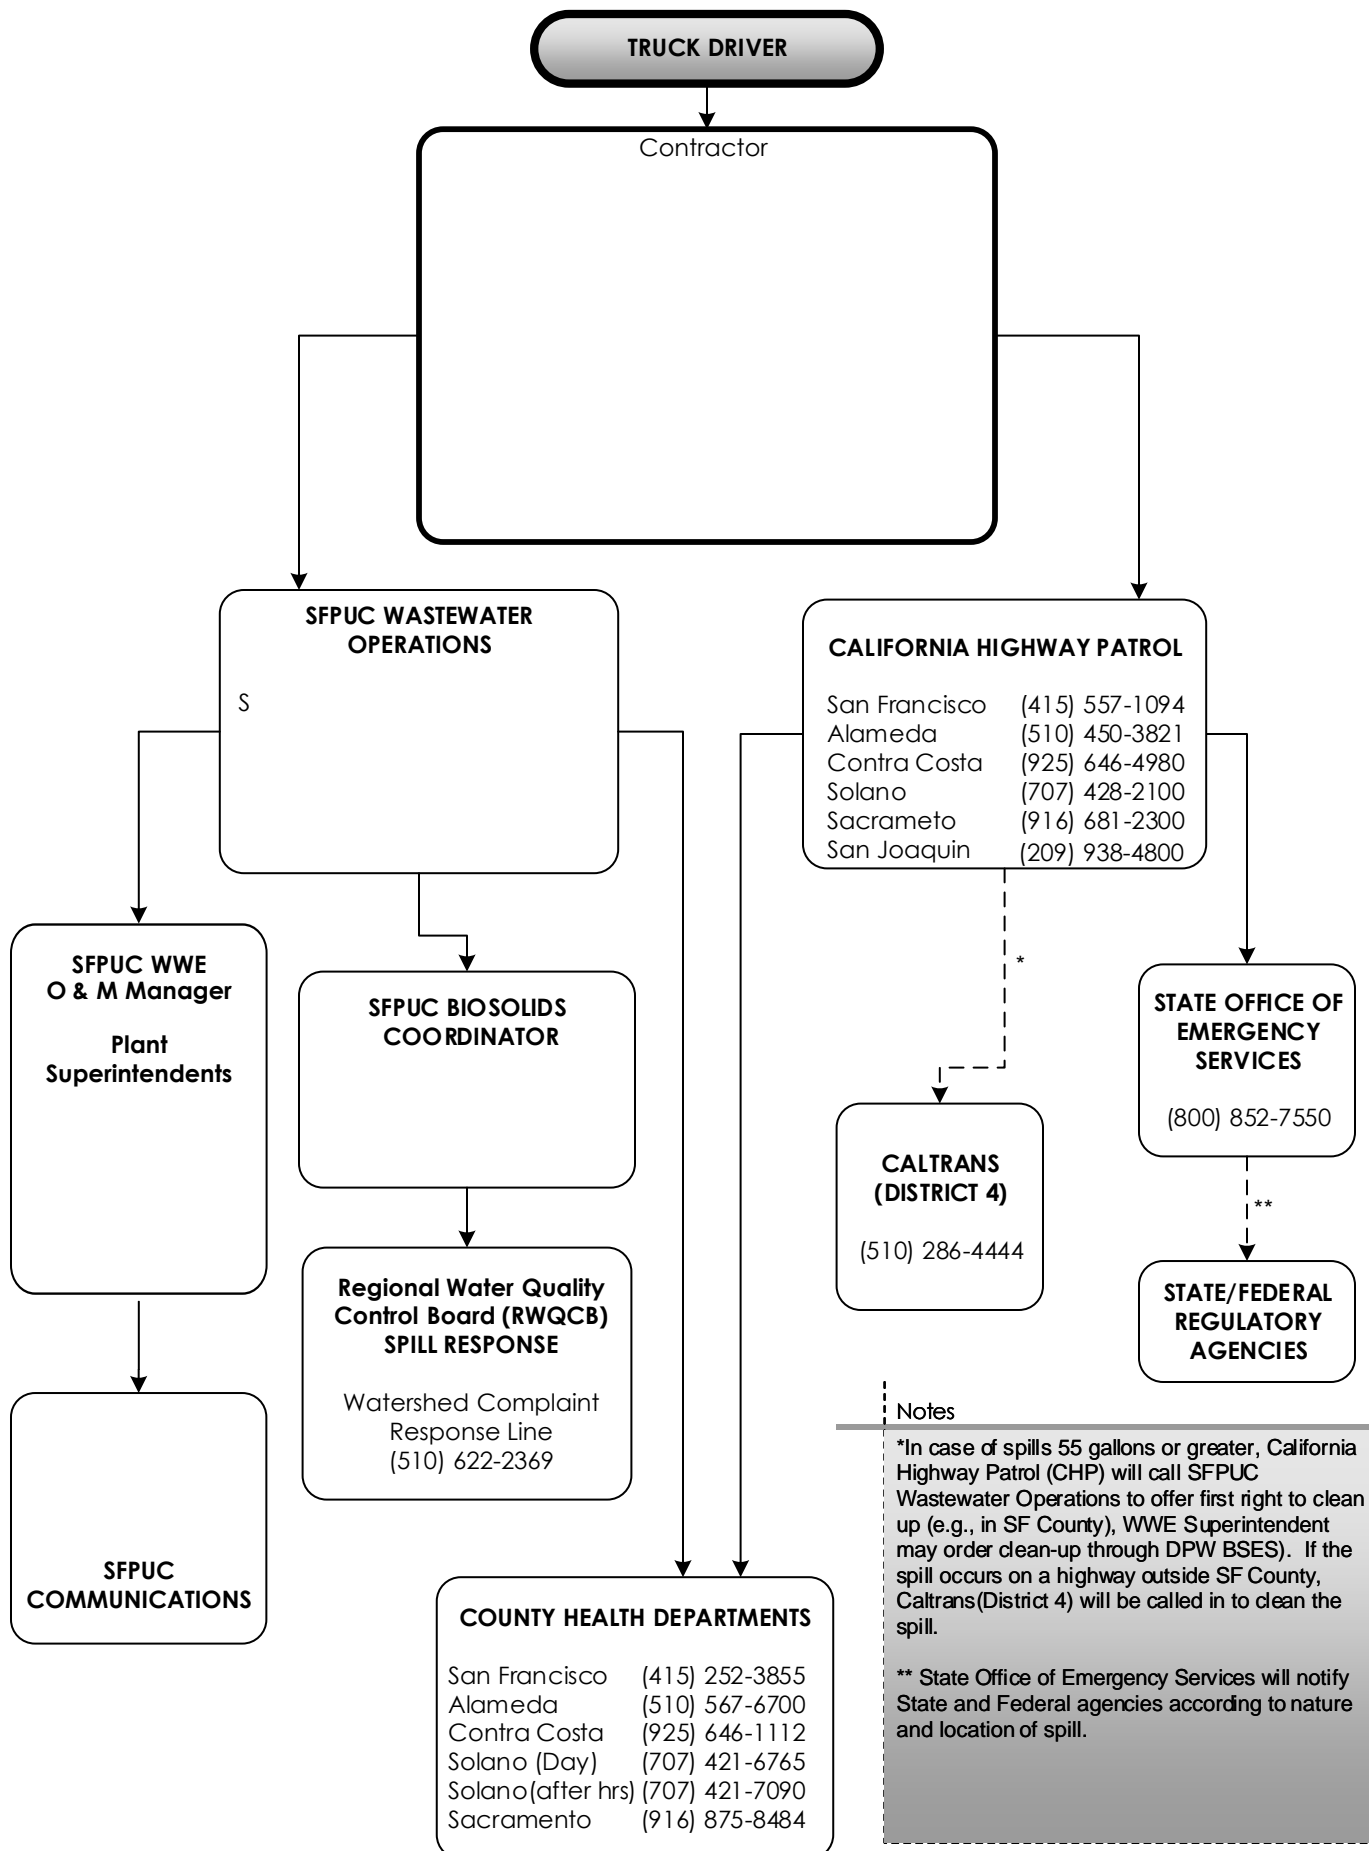 TRUCK DRIVER
Contractor
SFPUC WASTEWATER
OPERATIONS
S
CALIFORNIA HIGHWAY PATROL
San Francisco (415) 557-1094
Alameda (510) 450-3821
Contra Costa (925) 646-4980
Solano (707) 428-2100
Sacrameto (916) 681-2300
San Joaquin (209) 938-4800
SFPUC WWE
O & M Manager
Plant
Superintendents
SFPUC BIOSOLIDS
COORDINATOR
*
STATE OFFICE OF
EMERGENCY
SERVICES
(800) 852-7550
CALTRANS
(DISTRICT 4)
(510) 286-4444
**
Regional Water Quality
Control Board (RWQCB)
SPILL RESPONSE
Watershed Complaint
Response Line
(510) 622-2369
STATE/FEDERAL
REGULATORY
AGENCIES
SFPUC
COMMUNICATIONS
COUNTY HEALTH DEPARTMENTS
San Francisco (415) 252-3855
Alameda (510) 567-6700
Contra Costa (925) 646-1112
Solano (Day) (707) 421-6765
Solano(after hrs) (707) 421-7090
Sacramento (916) 875-8484
Notes
*In case of spills 55 gallons or greater, California
Highway Patrol (CHP) will call SFPUC
Wastewater Operations to offer first right to clean
up (e.g., in SF County), WWE Superintendent
may order clean-up through DPW BSES). If the
spill occurs on a highway outside SF County,
Caltrans(District 4) will be called in to clean the
spill.
** State Office of Emergency Services will notify
State and Federal agencies according to nature
and location of spill.